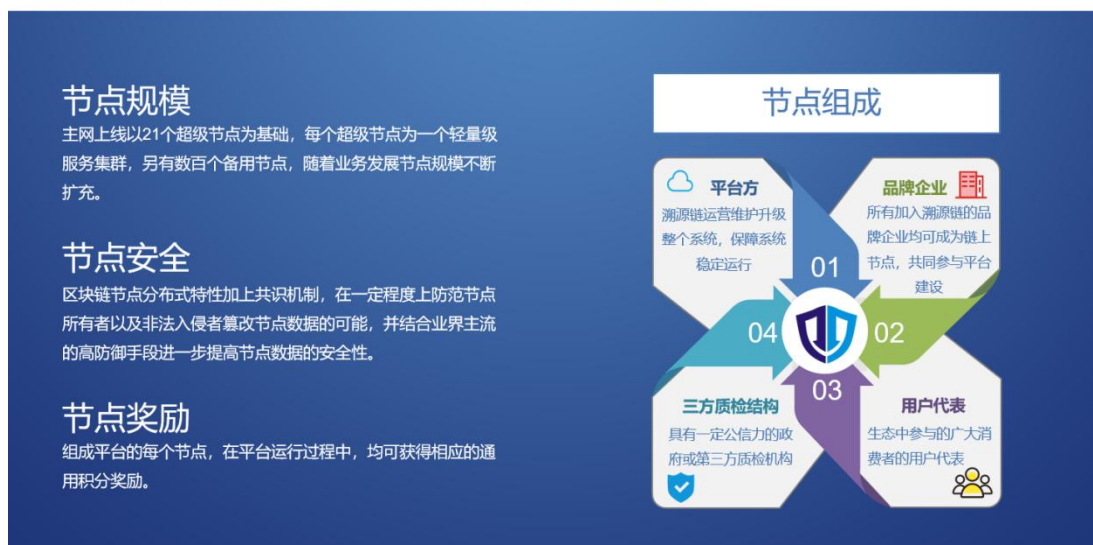 节点规模
主网上线以21个超级节点为基础，每个超级节点为一个轻量级
服务集群，另有数百个备用节点，随着业务发展节点规模不断
扩充。
节点安全
区块链节点分布式特性加上共识机制，在一定程度上防范节点
所有者以及非法入侵者篡改节点数据的可能，并结合业界主流
的高防御手段进一步提高节点数据的安全性。
节点奖励
组成平台的每个节点，在平台运行过程中，均可获得相应的通
用积分奖励。
节点组成
平台方
溯源链运营维护升级
整个系统，保障系统
稳定运行
01
品牌企业
所有加入溯源链的品
牌企业均可成为链上
节点，共同参与平台
建设
02
04
03
三方质检结构
具有一定公信力的政
府或第三方质检机构
用户代表
生态中参与的广大消
费者的用户代表